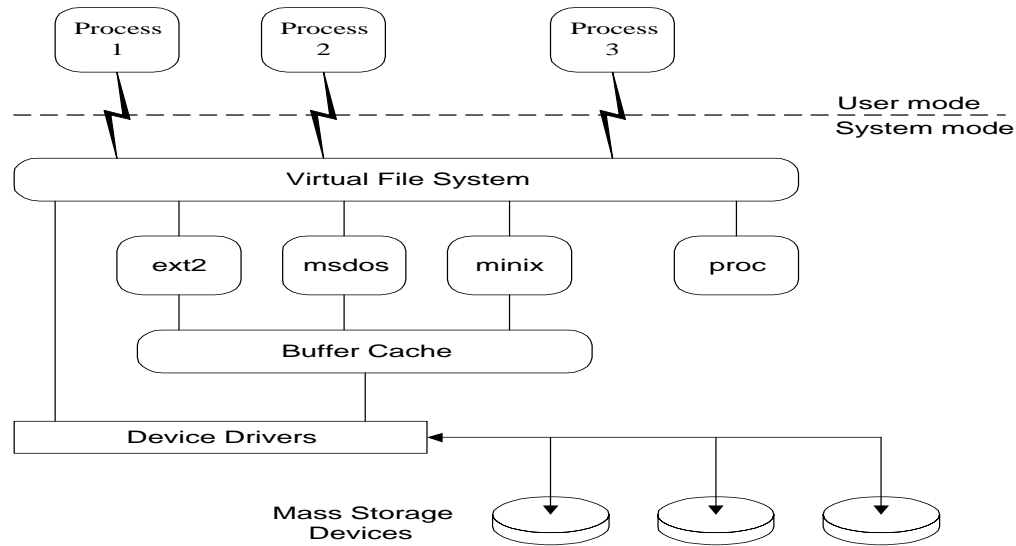 Process
1
Process
2
Process
3
User mode
System mode
Virtual File System
ext2
msdos
minix
proc
Buffer Cache
Device Drivers
Mass Storage
Devices